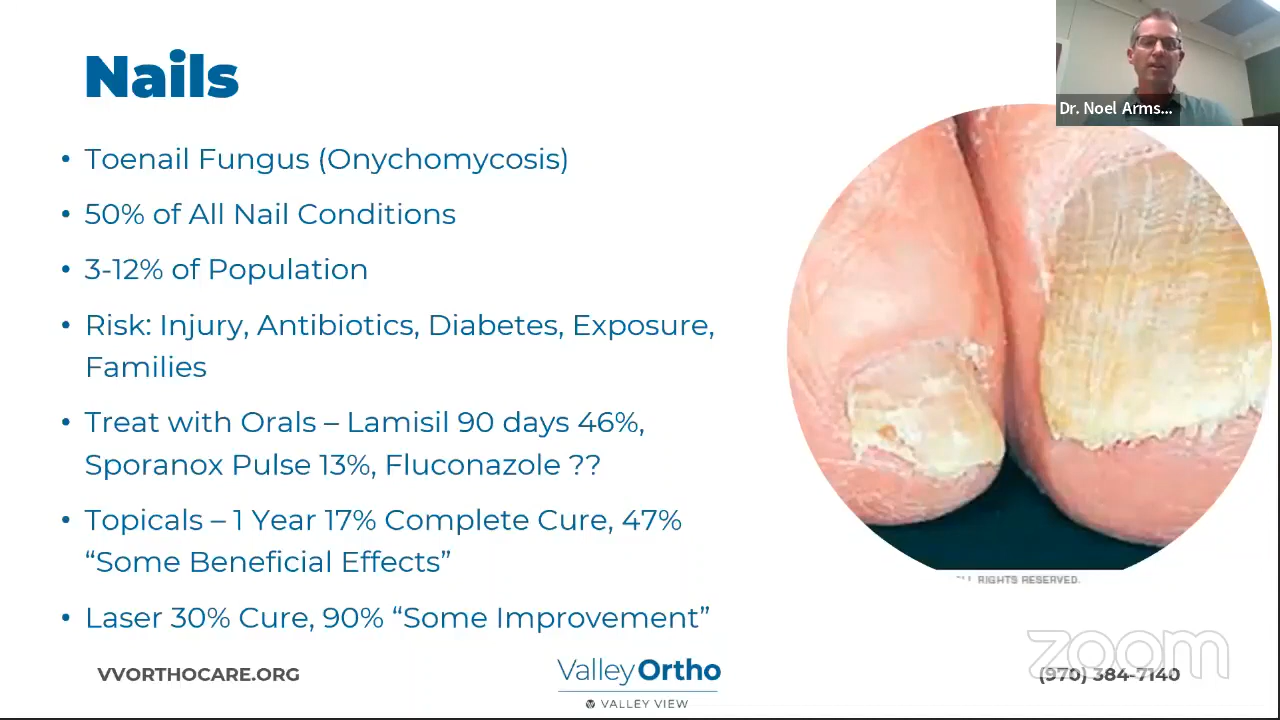 Nails
Dr. Noel Arms...
• Toenail Fungus (Onychomycosis)
• 50% of All Nail Conditions
• 3-12% of Population
• Risk: Injury, Antibiotics, Diabetes, Exposure,
Families
• Treat with Orals – Lamisil 90 days 46%,
Sporanox Pulse 13%, Fluconazole ??
• Topicals – 1 Year 17% Complete Cure, 47%
“Some Beneficial Effects”
• Laser 30% Cure, 90% “Some Improvement”
RIGHTS RESERVED.
VVORTHOCARE.ORG
ValleyOrtho
VALLEY VIEW
zoom
(970) 384-7140